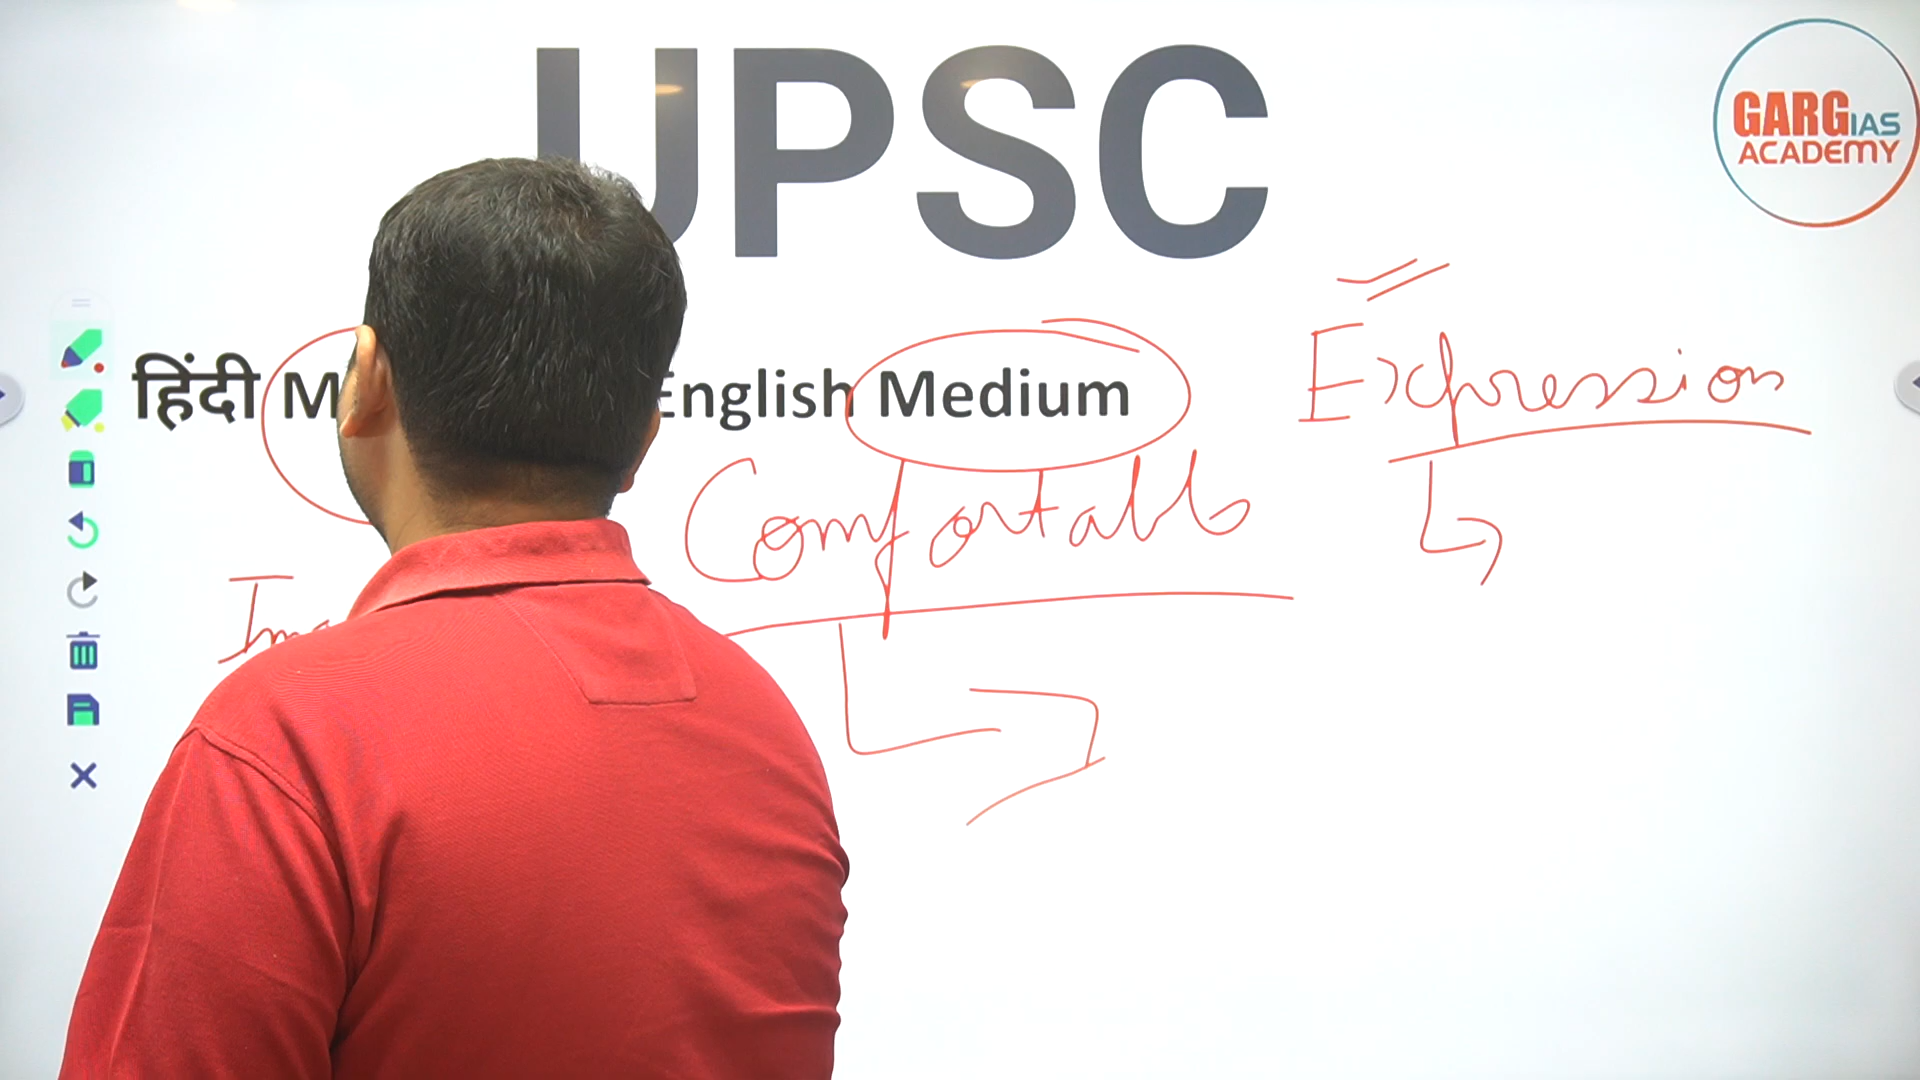 UPSC
GARG IAS
ACADEMY
हिंदी M English Medium
Expression
Comfortable